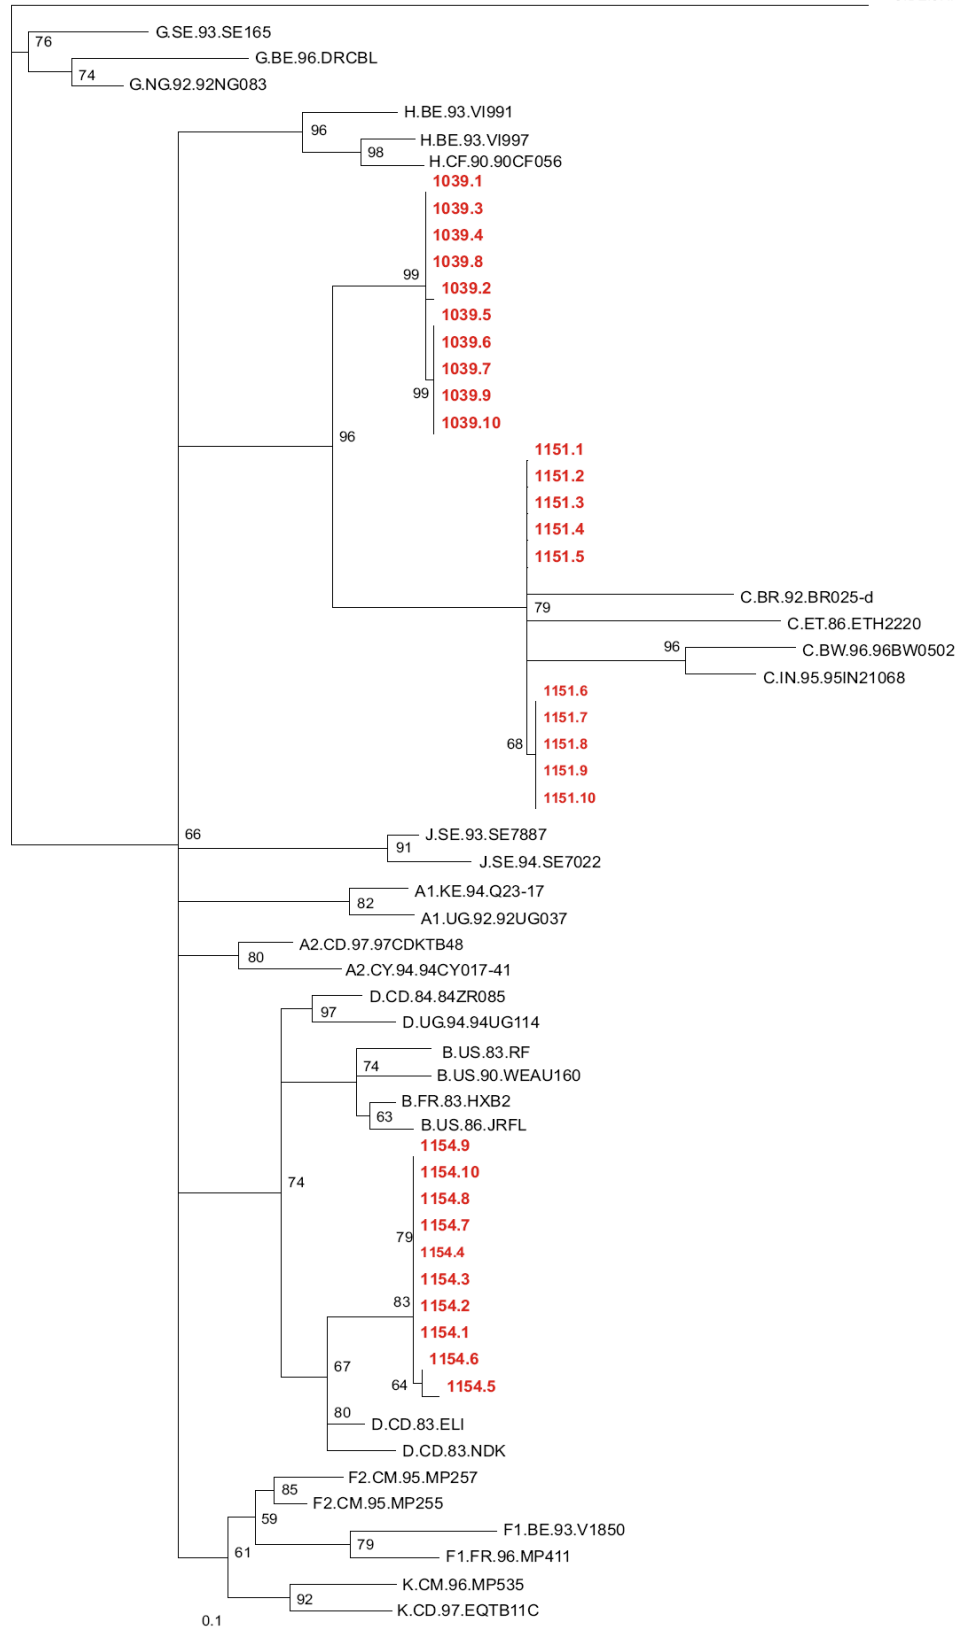 G.SE.93.SE165
76
G.BE.96.DRCBL
74
G.NG.92.92NG083
H.BE.93.VI991
96
H.BE.93.VI997
98
H.CF.90.90CF056
1039.1
1039.3
1039.4
1039.8
99
1039.2
1039.5
1039.6
1039.7
99
1039.9
1039.10
96
1151.1
1151.2
1151.3
1151.4
1151.5
C.BR.92.BR025-d
79
C.ET.86.ETH2220
96
C.BW.96.96BW0502
C.IN.95.95IN21068
1151.6
1151.7
68
1151.8
1151.9
1151.10
66
J.SE.93.SE7887
91
J.SE.94.SE7022
A1.KE.94.Q23-17
82
A1.UG.92.92UG037
A2.CD.97.97CDKTB48
80
A2.CY.94.94CY017-41
D.CD.84.84ZR085
97
D.UG.94.94UG114
B.US.83.RF
74
B.US.90.WEAU160
B.FR.83.HXB2
63
B.US.86.JRFL
1154.9
1154.10
74
1154.8
1154.7
79
1154.4
1154.3
83
1154.2
1154.1
1154.6
67
64
1154.5
80
D.CD.83.ELI
D.CD.83.NDK
F2.CM.95.MP257
85
F2.CM.95.MP255
59
F1.BE.93.V1850
79
61
F1.FR.96.MP411
K.CM.96.MP535
92
K.CD.97.EQTB11C
0.1